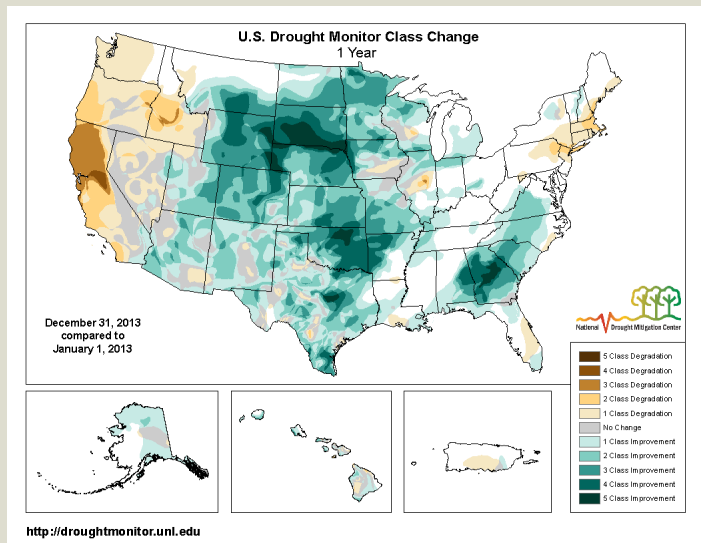 U.S. Drought Monitor Class Change
1 Year
December 31, 2013
compared to
January 1, 2013
National Drought Mitigation Center
5 Class Degradation
4 Class Degradation
3 Class Degradation
2 Class Degradation
1 Class Degradation
No Change
1 Class Improvement
2 Class Improvement
3 Class Improvement
4 Class Improvement
5 Class Improvement
http://droughtmonitor.unl.edu